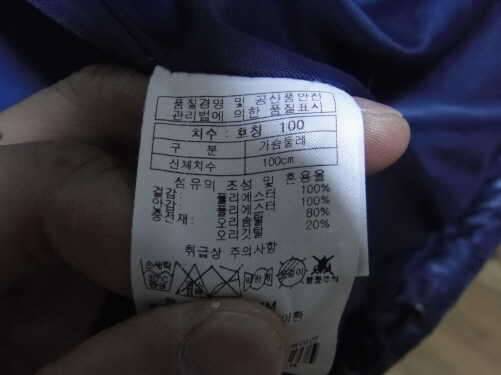 품질경영 및 공산품안전
관리법에 의한 품질표시
치수 : 호칭 100
구 분 가슴둘레
신체치수 100cm
섬유의 조성 및 혼용율
겉감: 폴리에스터 100%
안감: 폴리에스터 100%
충전재: 오리솜털 80%
오리깃털 20%
취급상 주의사항